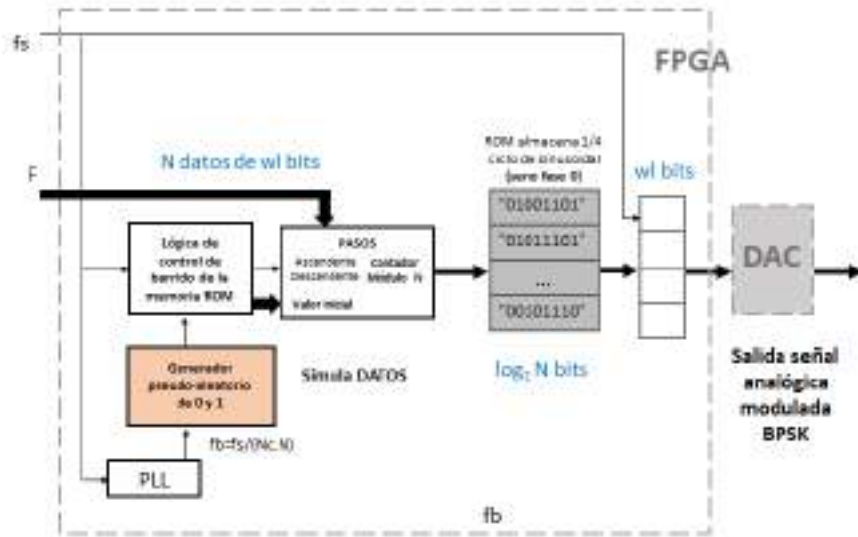 fs
FPGA
ROM almacena 1/4
ciclo de sinusoidal
(seno fase 0)
N datos de wl bits
wl bits
F
"01001101"
Lógica de
control de
barrido de la
memoria ROM
PASOS
Ascendente contador
Descendente Módulo N
Valor inicial
"01011101"
...
"00101110"
DAC
Generador
pseudo-aleatorio
de 0 y 1
Simula DATOS
log₂ N bits
Salida señal
analógica
modulada
BPSK
fb=fs/(Nc.N)
PLL
fb